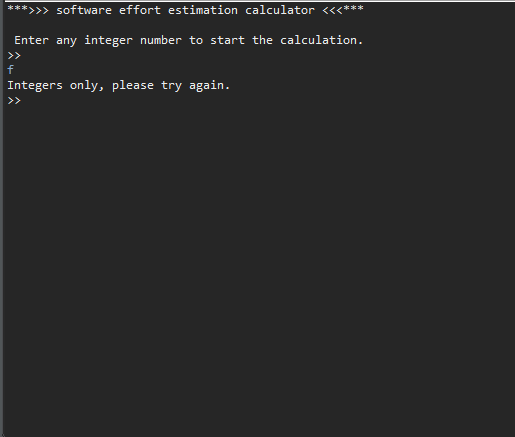 ***>>> software effort estimation calculator <<<***
Enter any integer number to start the calculation.
>>
f
Integers only, please try again.
>>